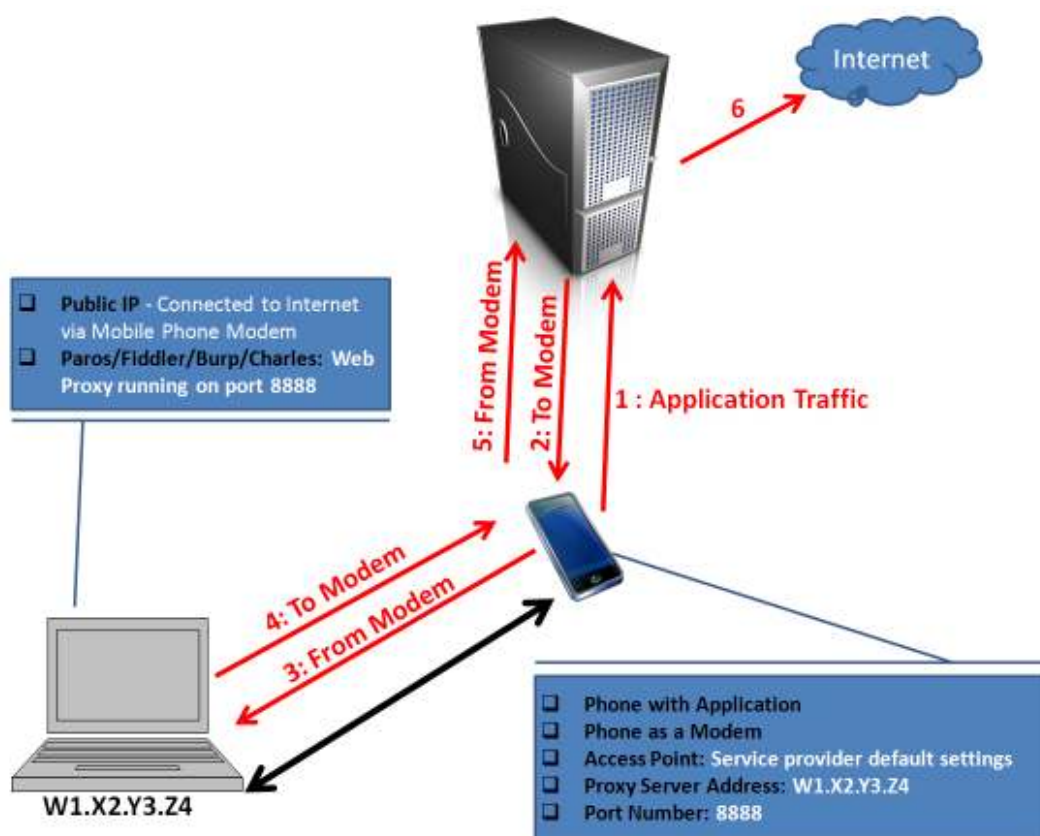 Internet
6
Public IP - Connected to Internet
via Mobile Phone Modem
Paros/Fiddler/Burp/Charles: Web
Proxy running on port 8888
5: From Modem
2: To Modem
1 : Application Traffic
4: To Modem
3: From Modem
W1.X2.Y3.Z4
Phone with Application
Phone as a Modem
Access Point: Service provider default settings
Proxy Server Address: W1.X2.Y3.Z4
Port Number: 8888